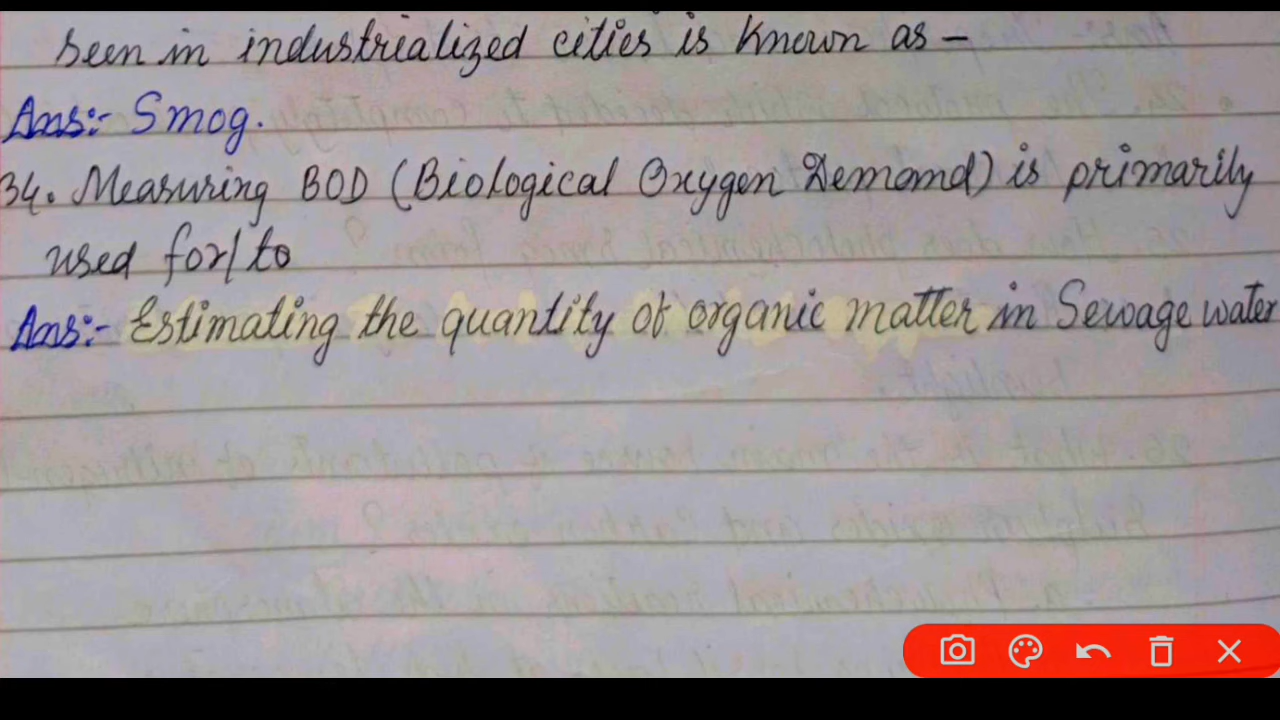 seen in industrialized cities is known as -
Ans:- Smog.
34. Measuring BOD (Biological Oxygen Demand) is primarily
used for/to
Ans:- Estimating the quantity of organic matter in Sewage water